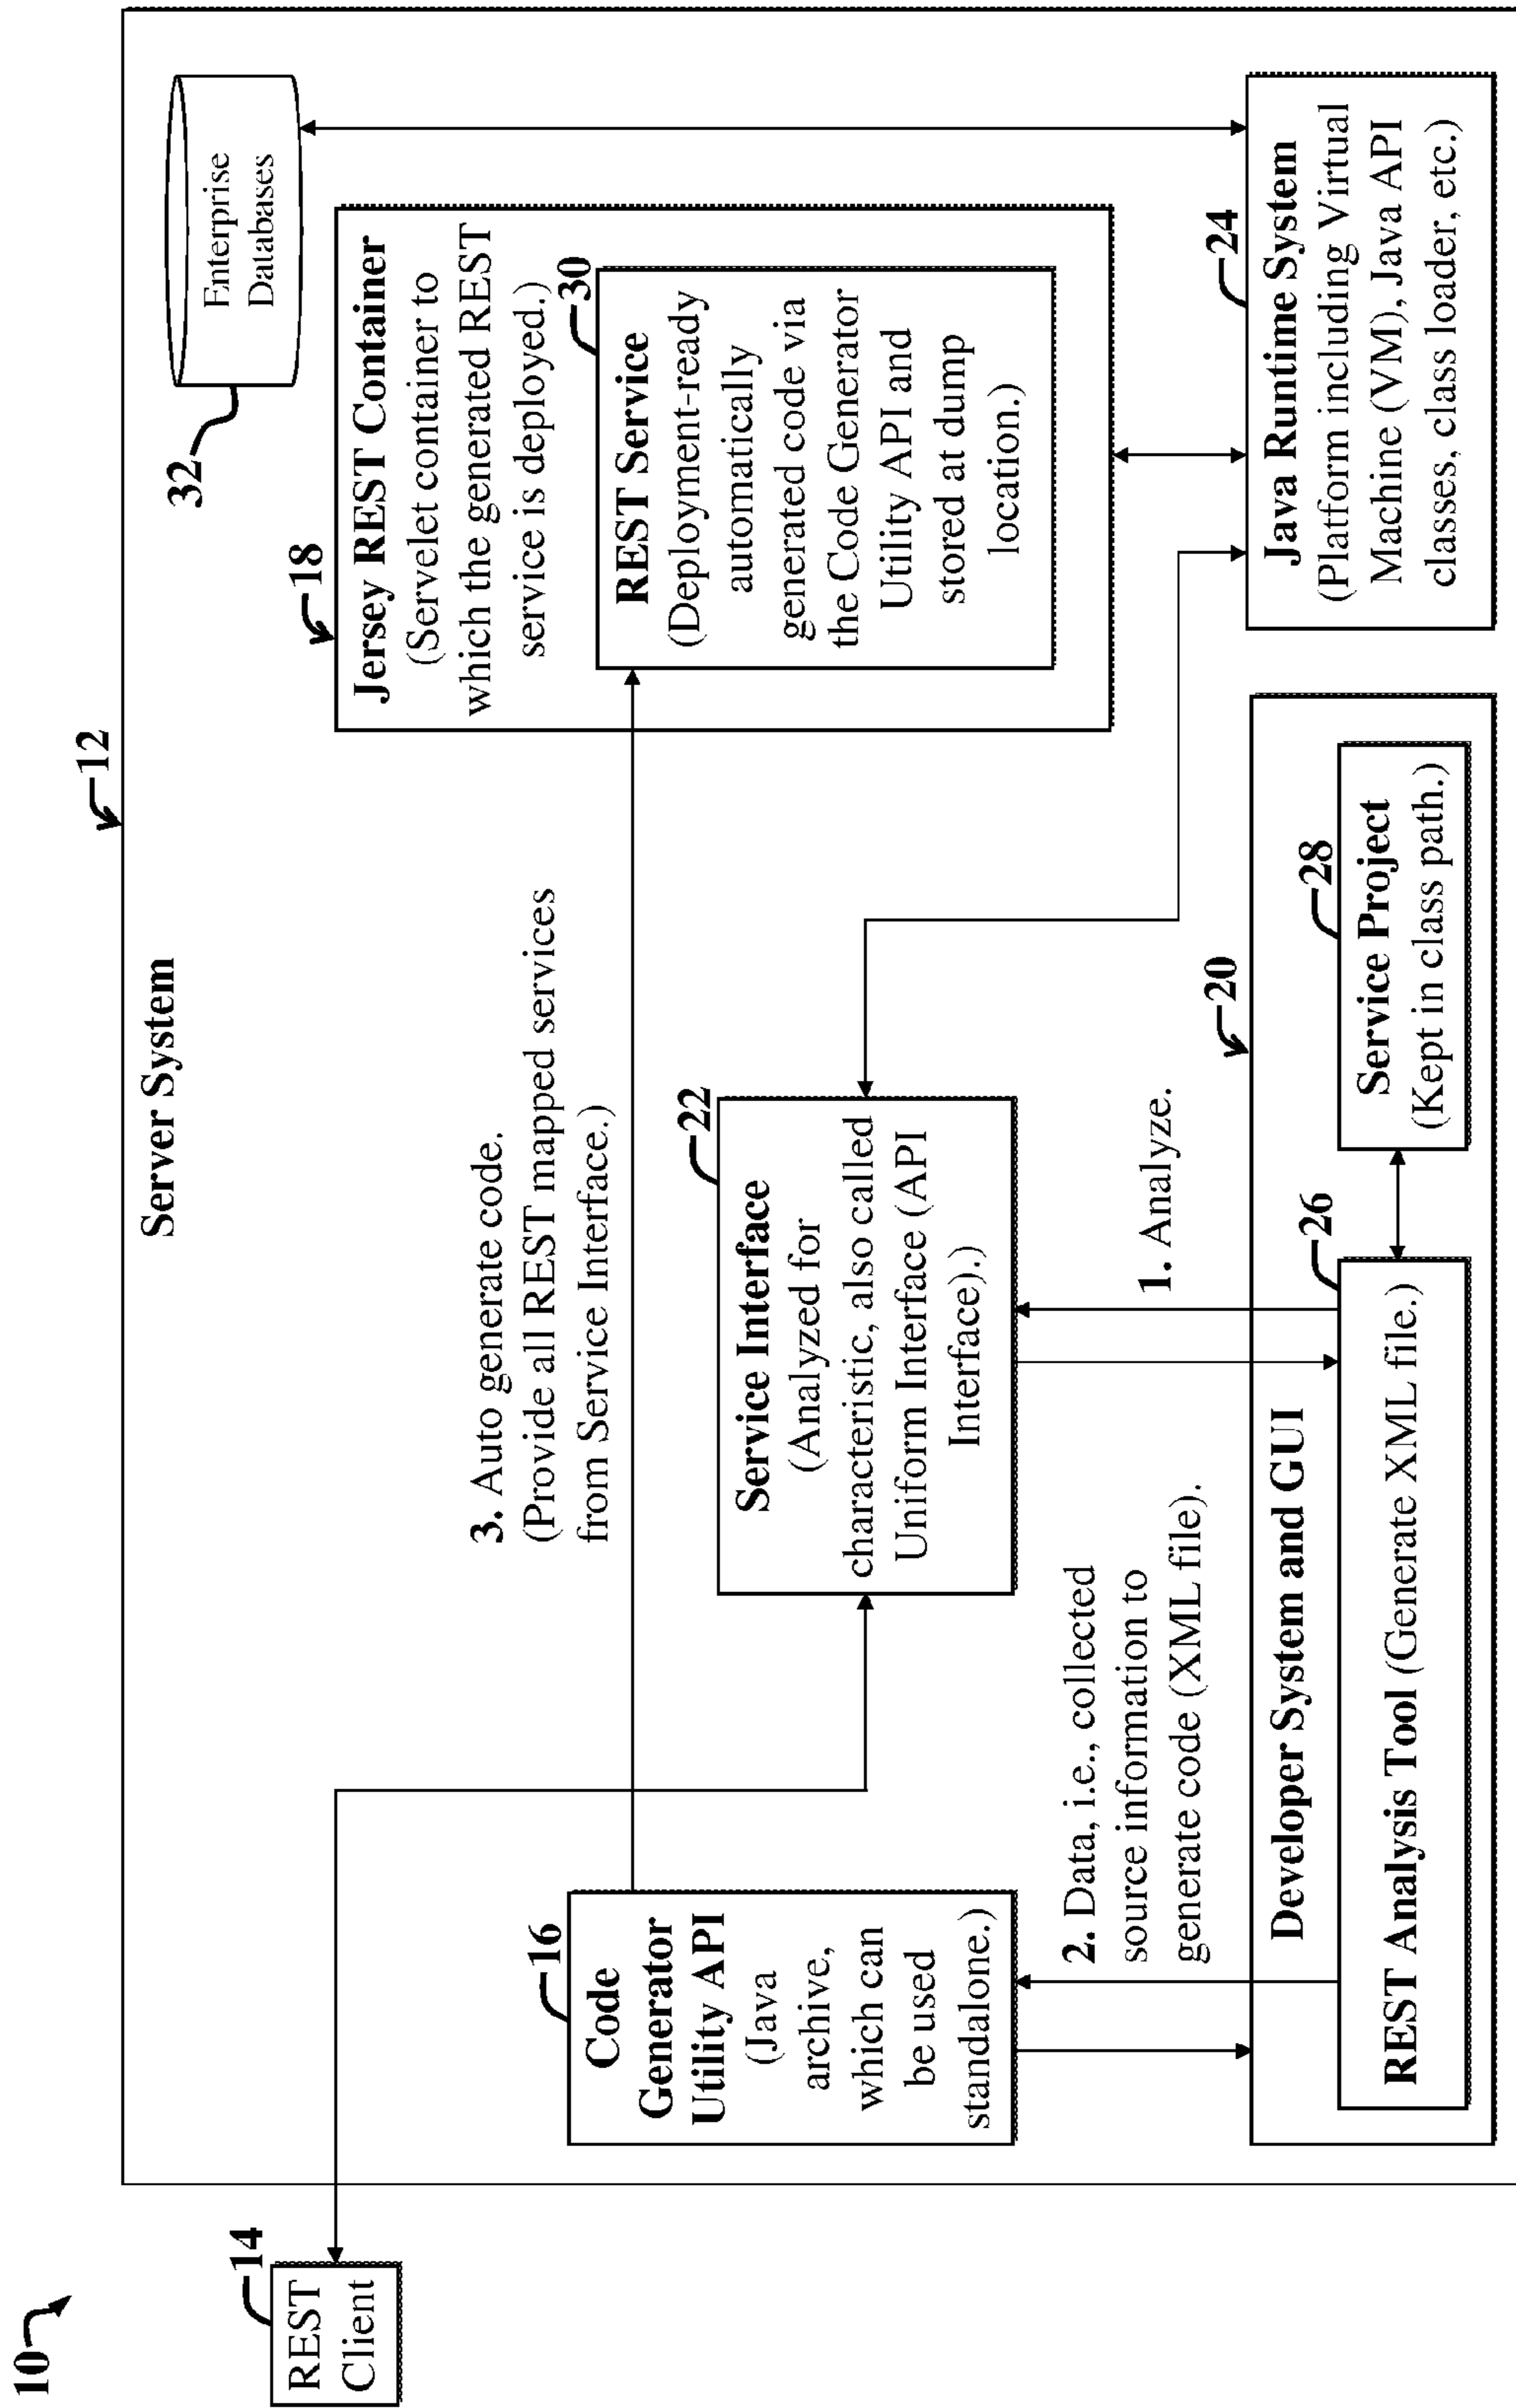 10
12
Server System
14
REST
Client
16
Code
Generator
Utility API
(Java
archive,
which can
be used
standalone.)
3. Auto generate code.
(Provide all REST mapped services
from Service Interface.)
18
Jersey REST Container
(Servelet container to
which the generated REST
service is deployed.)
30
REST Service
(Deployment-ready
automatically
generated code via
the Code Generator
Utility API and
stored at dump
location.)
32
Enterprise
Databases
22
Service Interface
(Analyzed for
characteristic, also called
Uniform Interface (API
Interface).)
2. Data, i.e., collected
source information to
generate code (XML file).
1. Analyze.
20
Developer System and GUI
26
REST Analysis Tool (Generate XML file.)
28
Service Project
(Kept in class path.)
24
Java Runtime System
(Platform including Virtual
Machine (VM), Java API
classes, class loader, etc.)